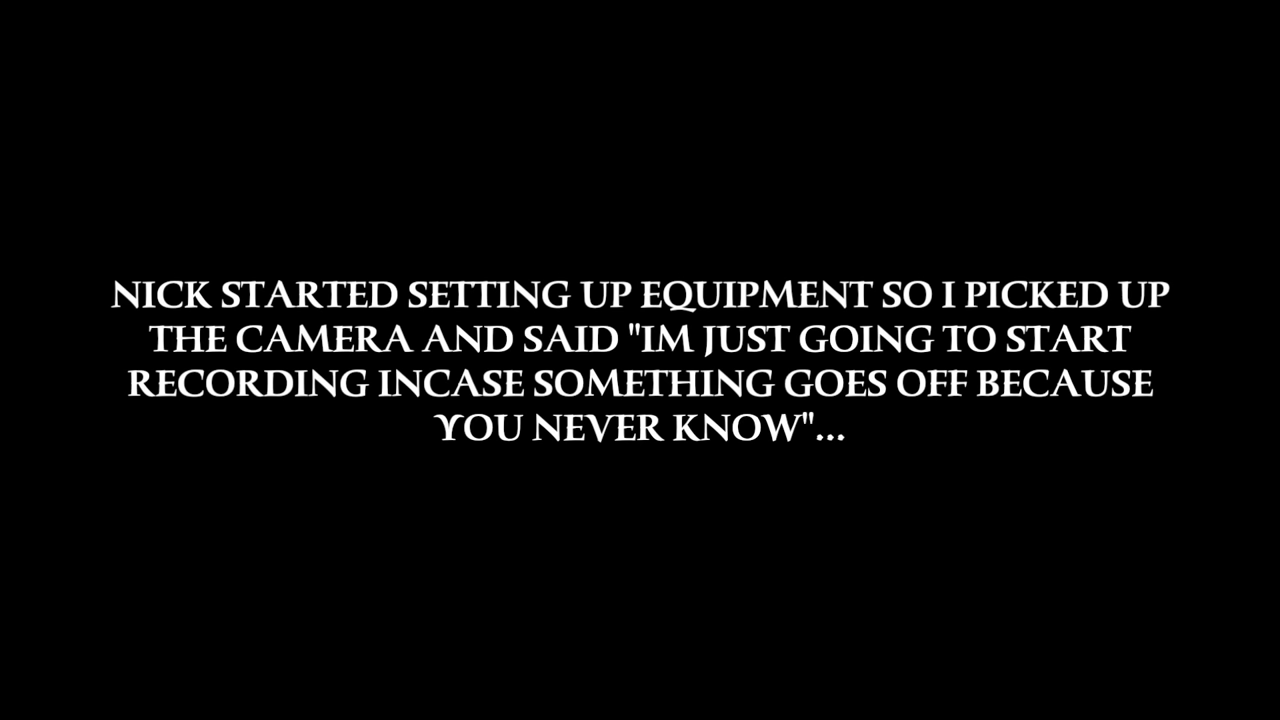 NICK STARTED SETTING UP EQUIPMENT SO I PICKED UP
THE CAMERA AND SAID "IM JUST GOING TO START
RECORDING INCASE SOMETHING GOES OFF BECAUSE
YOU NEVER KNOW"...